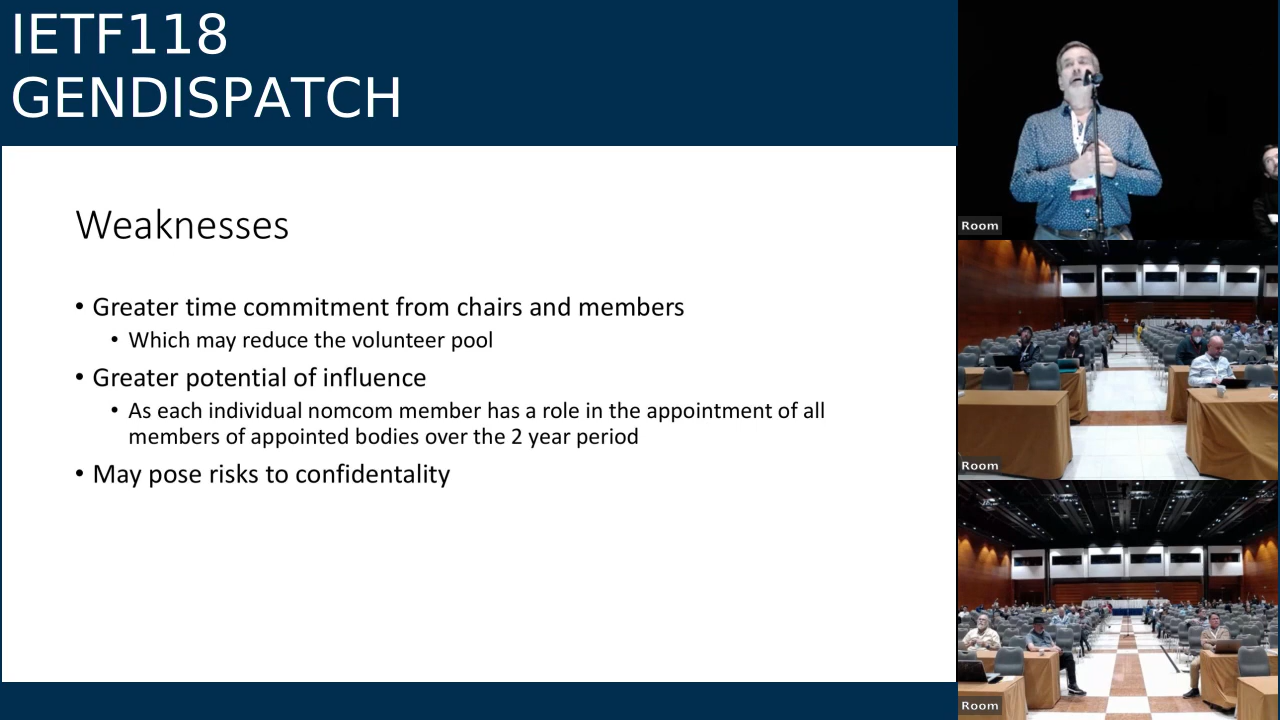 IETF118
GENDISPATCH
Weaknesses
• Greater time commitment from chairs and members
• Which may reduce the volunteer pool
• Greater potential of influence
• As each individual nomcom member has a role in the appointment of all
members of appointed bodies over the 2 year period
• May pose risks to confidentality
Room
Room
Room